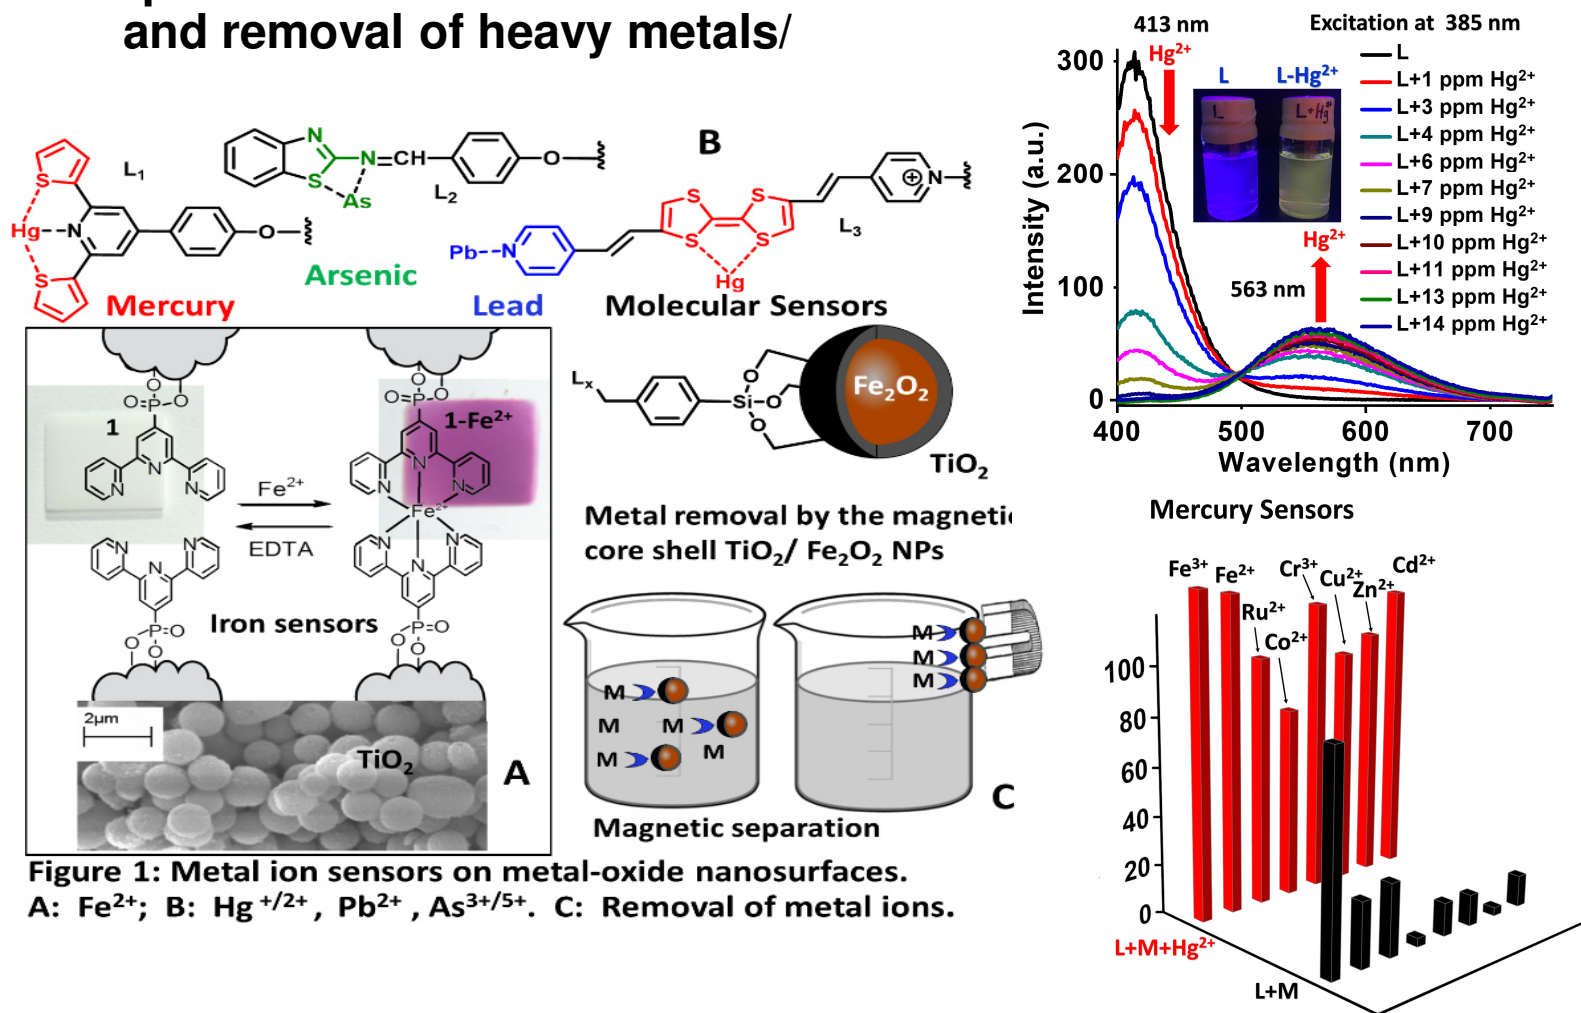 and removal of heavy metals/
N
N=CH
S
As
O
L₁
L₂
S
Hg
N
S
O
Arsenic
Mercury
B
N
S
S
S
S
L₃
Pb
N
Hg
Lead
Molecular Sensors
1
O=P
O
O
N
N
N
Fe²⁺
EDTA
N
N
N
P=O
O
O
1-Fe²⁺
O=P
O
O
N
N
N
Fe²⁺
N
N
N
P=O
O
O
Iron sensors
2µm
TiO₂
A
Lₓ
Si
O
O
O
Fe₂O₂
TiO₂
Metal removal by the magneti
core shell TiO₂/ Fe₂O₂ NPs
M
M
M
M
M
M
M
M
C
Magnetic separation
Figure 1: Metal ion sensors on metal-oxide nanosurfaces.
A: Fe²⁺; B: Hg ⁺/²⁺ , Pb²⁺ , As³⁺/⁵⁺. C: Removal of metal ions.
413 nm
Excitation at 385 nm
Hg²⁺
L
L-Hg²⁺
L
L+Hg²⁺
L
L+1 ppm Hg²⁺
L+3 ppm Hg²⁺
L+4 ppm Hg²⁺
L+6 ppm Hg²⁺
L+7 ppm Hg²⁺
L+9 ppm Hg²⁺
L+10 ppm Hg²⁺
L+11 ppm Hg²⁺
L+13 ppm Hg²⁺
L+14 ppm Hg²⁺
Hg²⁺
563 nm
Intensity (a.u.)
300
200
100
0
400
500
600
700
Wavelength (nm)
Mercury Sensors
Fe³⁺
Fe²⁺
Ru²⁺
Co²⁺
Cr³⁺
Cu²⁺
Zn²⁺
Cd²⁺
100
80
60
40
20
0
L+M+Hg²⁺
L+M